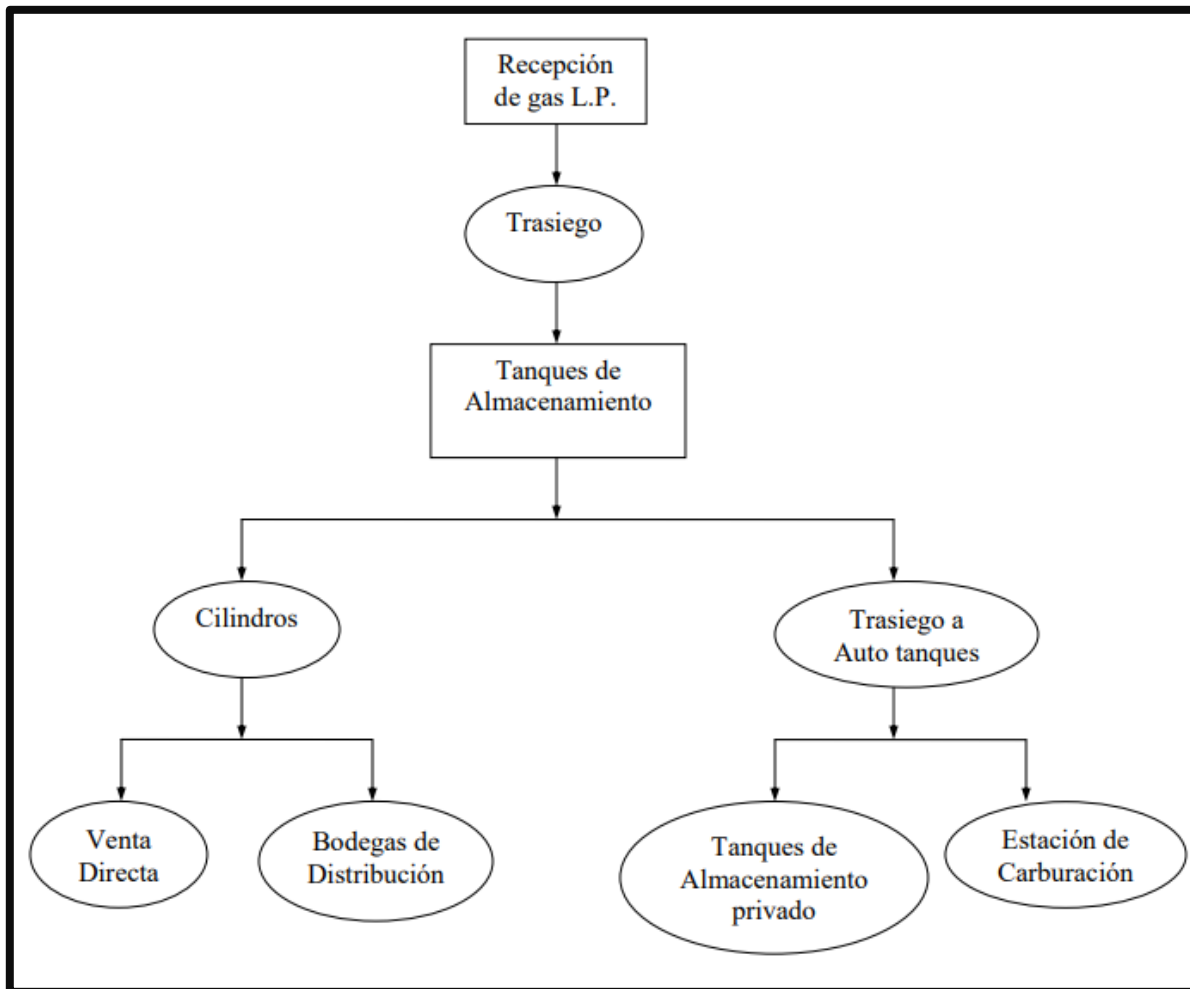 Recepción
de gas L.P.
Trasiego
Tanques de
Almacenamiento
Cilindros
Trasiego a
Auto tanques
Venta
Directa
Bodegas de
Distribución
Tanques de
Almacenamiento
privado
Estación de
Carburación